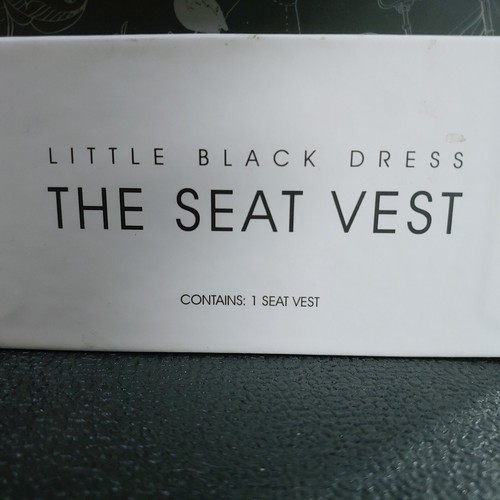 LITTLE BLACK DRESS
THE SEAT VEST
CONTAINS: 1 SEAT VEST